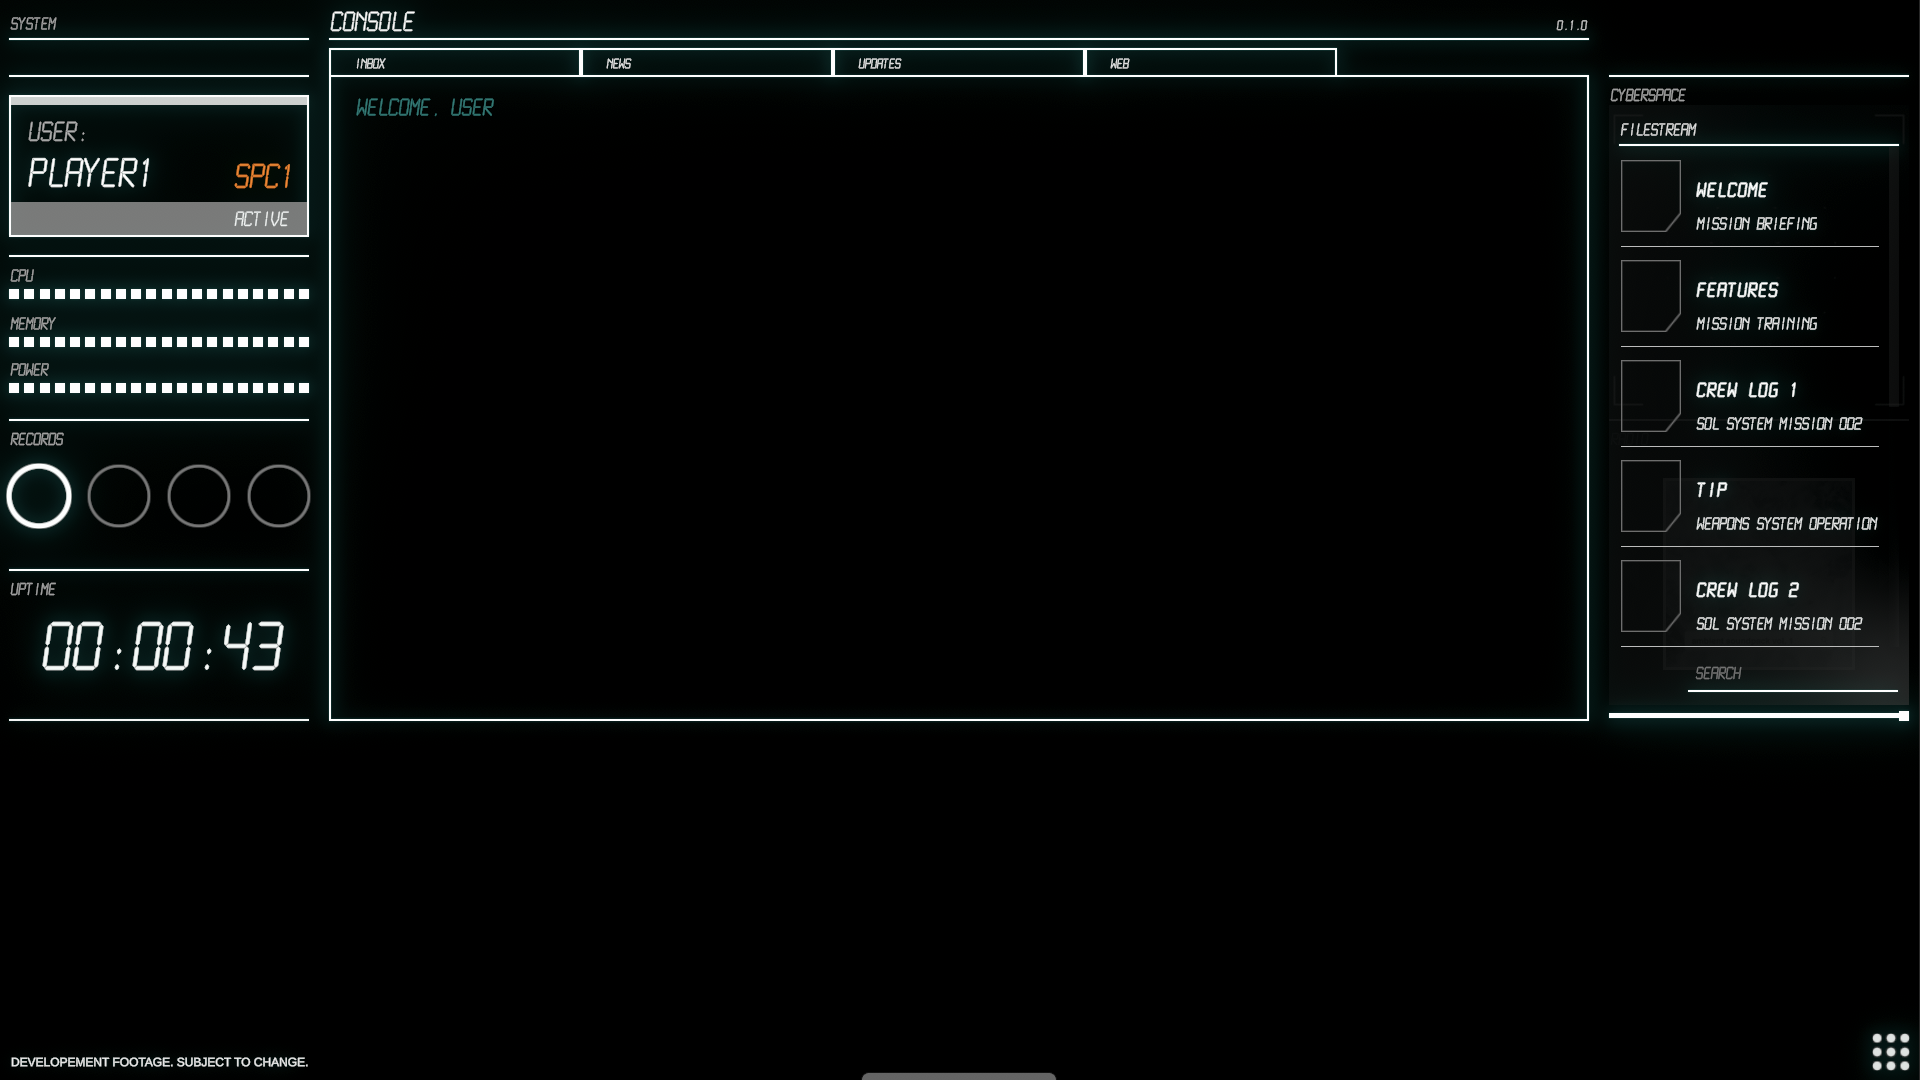 SYSTEM
USER:
PLAYER1 SPC1
ACTIVE
CPU
MEMORY
POWER
RECORDS
UPTIME
00:00:43
CONSOLE 0.1.0
INBOX NEWS UPDATES WEB
WELCOME. USER
CYBERSPACE
FILESTREAM
WELCOME
MISSION BRIEFING
FEATURES
MISSION TRAINING
CREW LOG 1
SOL SYSTEM MISSION 002
TIP
WEAPONS SYSTEM OPERATION
CREW LOG 2
SOL SYSTEM MISSION 002
SEARCH
DEVELOPEMENT FOOTAGE. SUBJECT TO CHANGE.